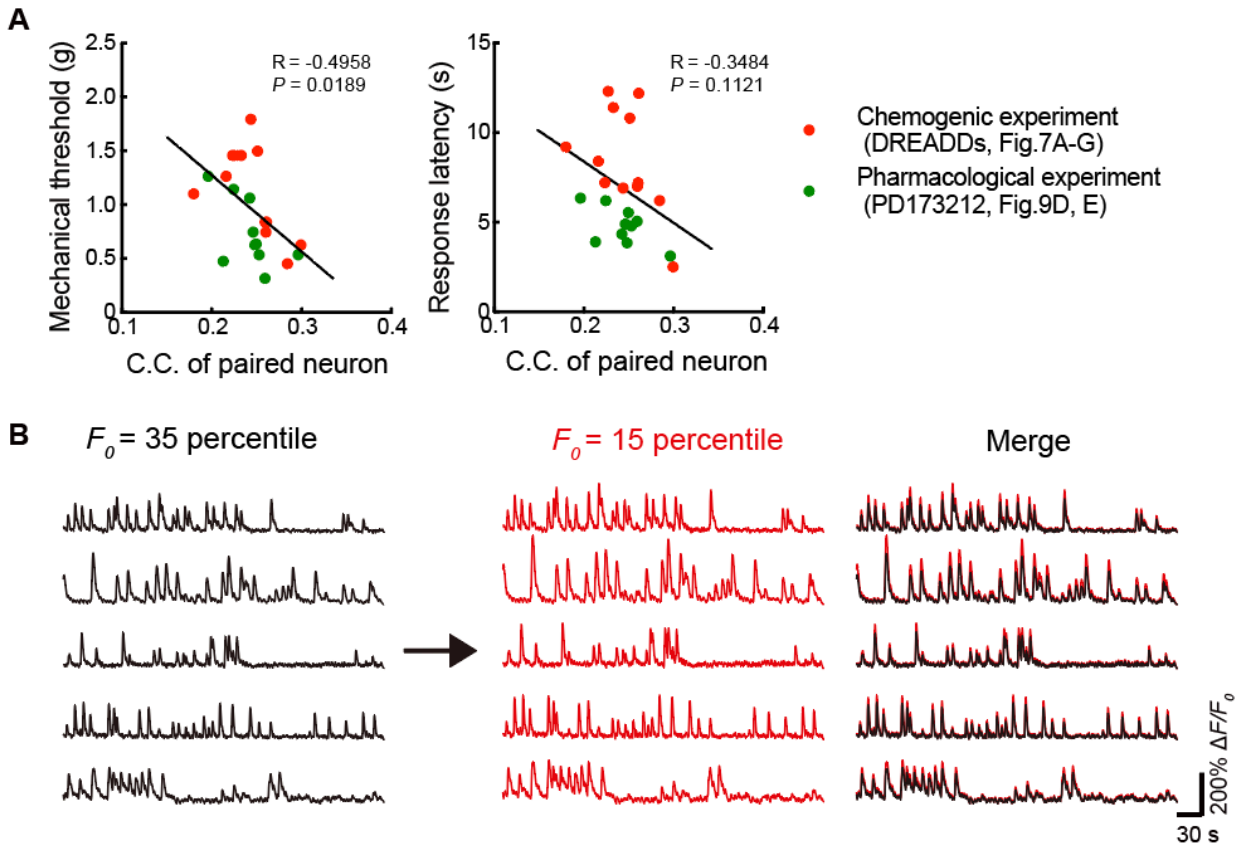 A
Mechanical threshold (g)
2.5
2.0
1.5
1.0
0.5
0
0.1
0.2
0.3
0.4
C.C. of paired neuron
R = -0.4958
P = 0.0189
Response latency (s)
15
10
5
0
0.1
0.2
0.3
0.4
C.C. of paired neuron
R = -0.3484
P = 0.1121
Chemogenic experiment
(DREADDs, Fig.7A-G)
Pharmacological experiment
(PD173212, Fig.9D, E)
B
F0 = 35 percentile
F0 = 15 percentile
Merge
200% ΔF/F0
30 s